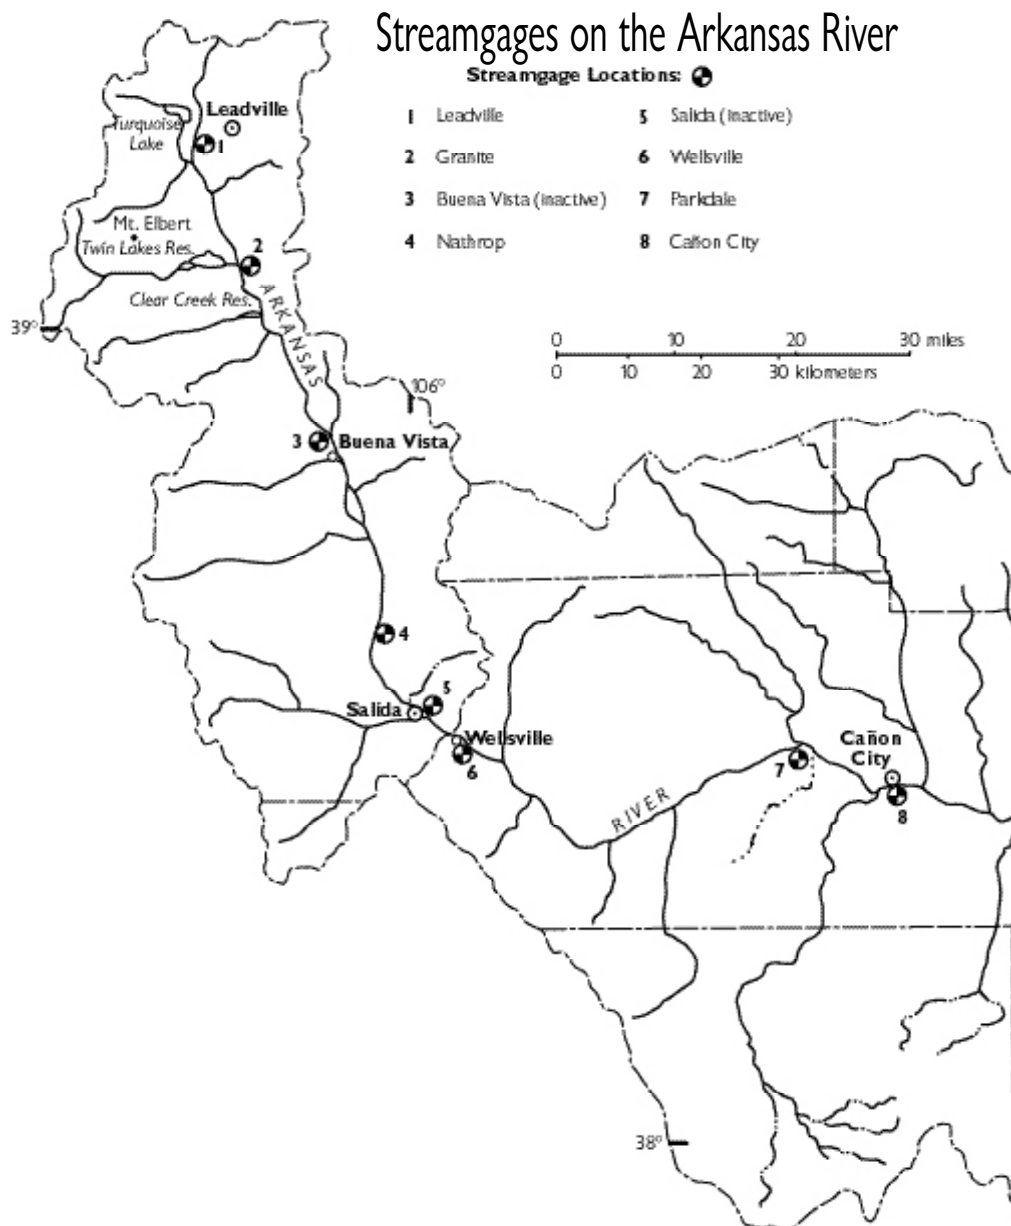 Streamgages on the Arkansas River
Streamgage Locations:
1 Leadville
2 Granite
3 Buena Vista (inactive)
4 Nathrop
5 Salida (inactive)
6 Wellsville
7 Parkdale
8 Cañon City
Leadville
Turquoise
Lake
1
Mt. Elbert
Twin Lakes Res.
2
Clear Creek Res.
ARKANSAS
39°
0 10 20 30 miles
0 10 20 30 kilometers
106°
3 Buena Vista
4
5
Salida
Wellsville
6
Cañon
City
7
RIVER
8
38°